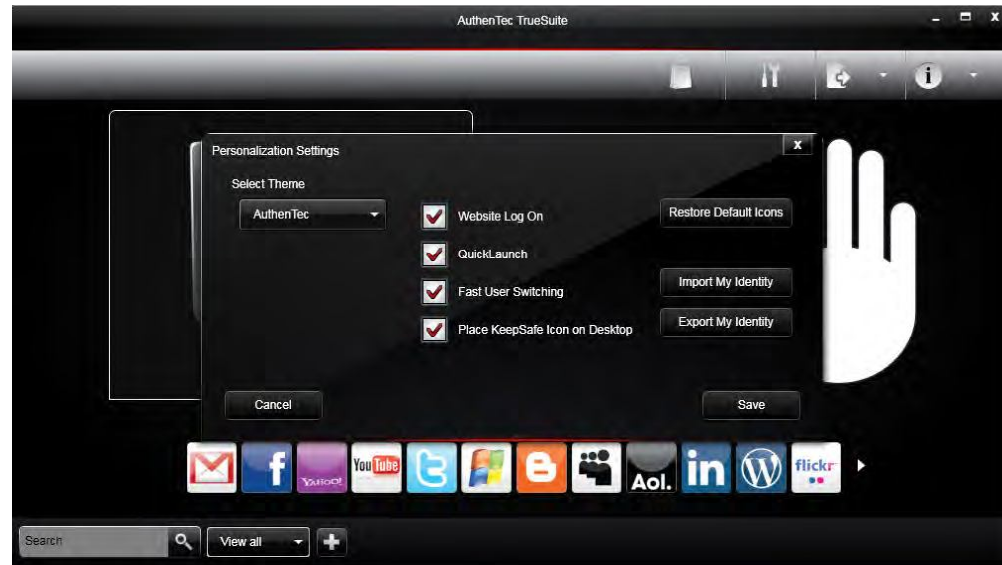 AuthenTec TrueSuite
Personalization Settings
Select Theme
AuthenTec
Website Log On
QuickLaunch
Fast User Switching
Place KeepSafe Icon on Desktop
Restore Default Icons
Import My Identity
Export My Identity
Cancel
Save
YAHOO!
You Tube
Aol.
in
flickr
Search
View all